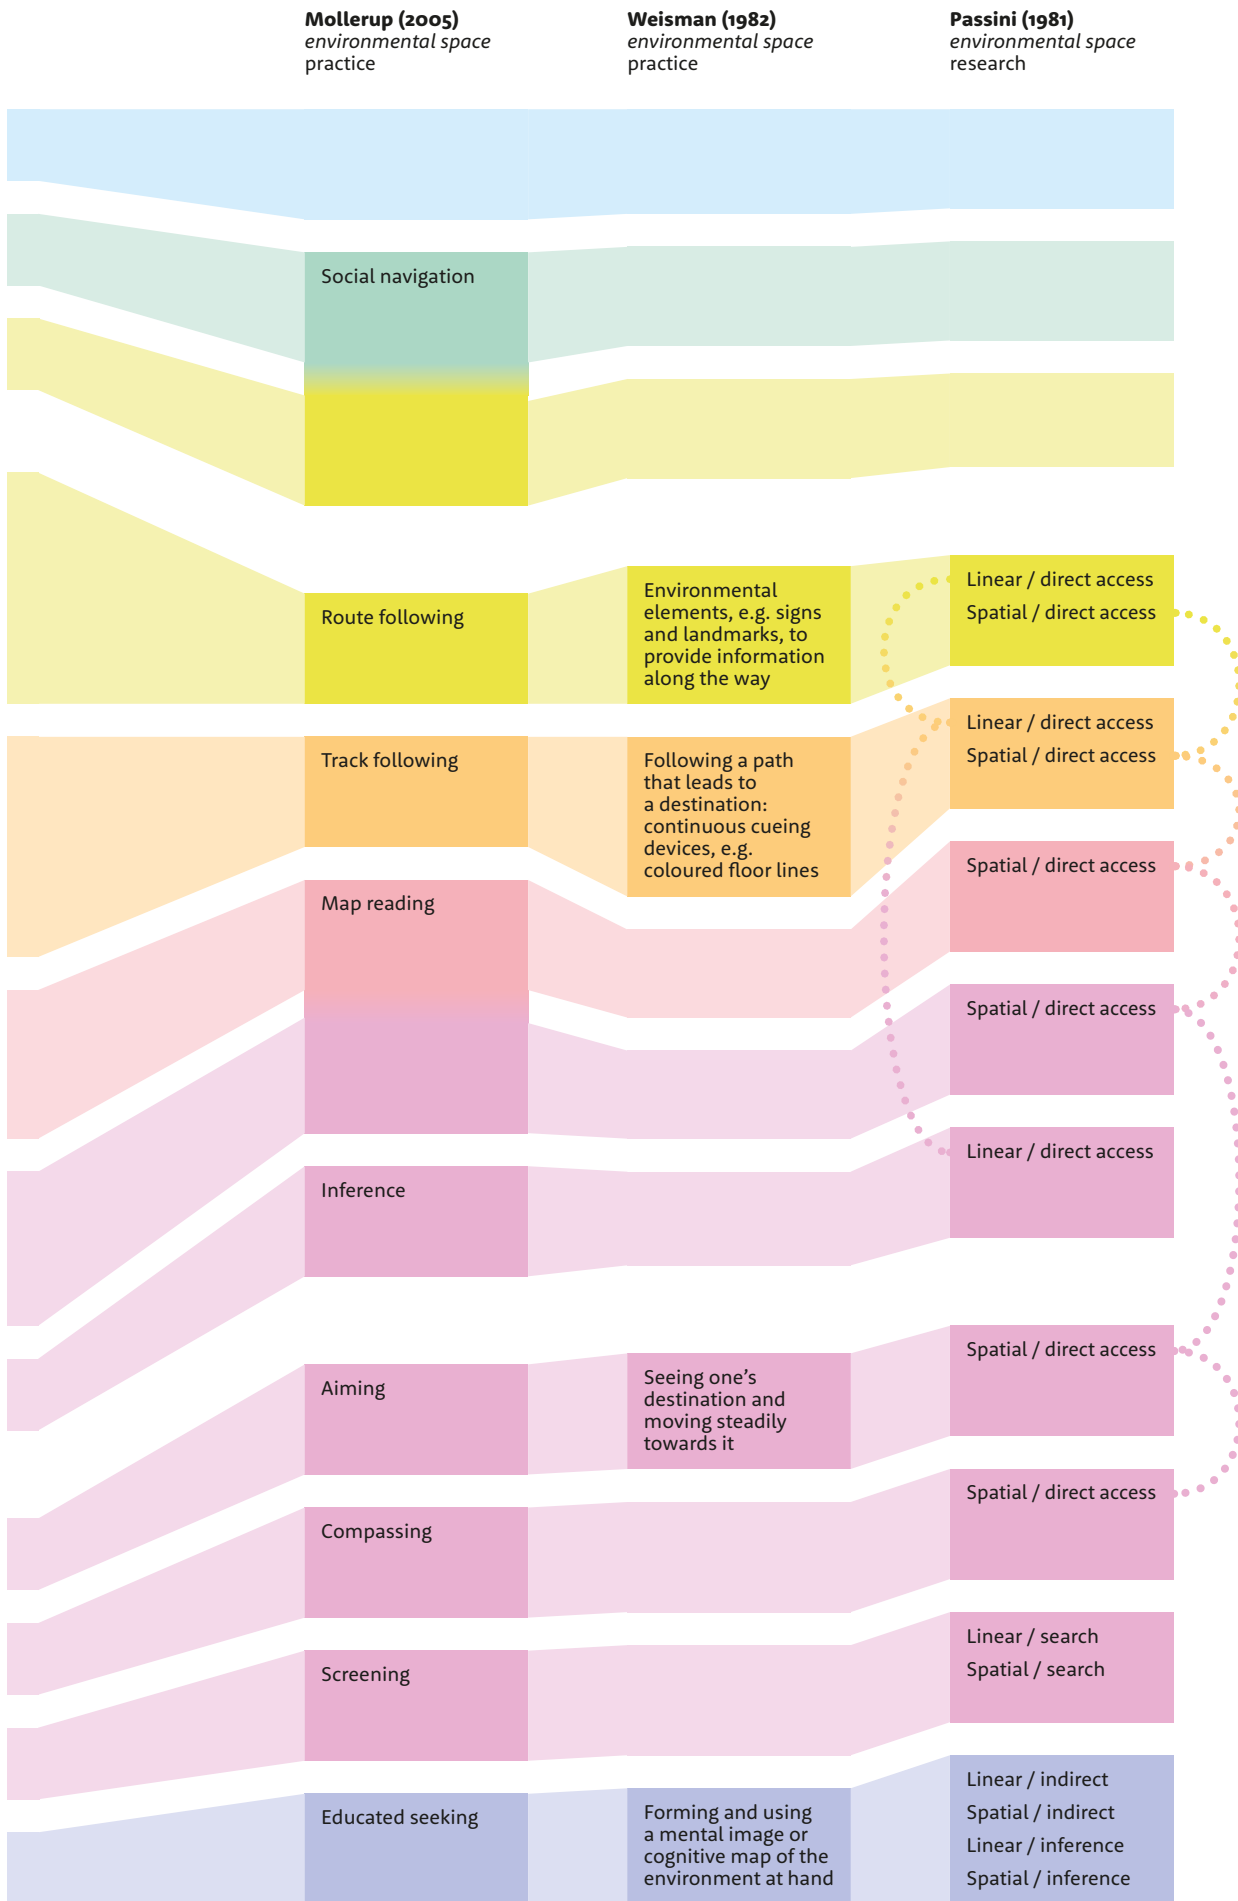 Mollerup (2005)
environmental space
practice
Weisman (1982)
environmental space
practice
Passini (1981)
environmental space
research
Social navigation
Route following
Environmental
elements, e.g. signs
and landmarks, to
provide information
along the way
Linear / direct access
Spatial / direct access
Track following
Following a path
that leads to
a destination:
continuous cueing
devices, e.g.
coloured floor lines
Linear / direct access
Spatial / direct access
Map reading
Spatial / direct access
Spatial / direct access
Inference
Linear / direct access
Aiming
Seeing one's
destination and
moving steadily
towards it
Spatial / direct access
Compassing
Spatial / direct access
Screening
Linear / search
Spatial / search
Educated seeking
Forming and using
a mental image or
cognitive map of the
environment at hand
Linear / indirect
Spatial / indirect
Linear / inference
Spatial / inference